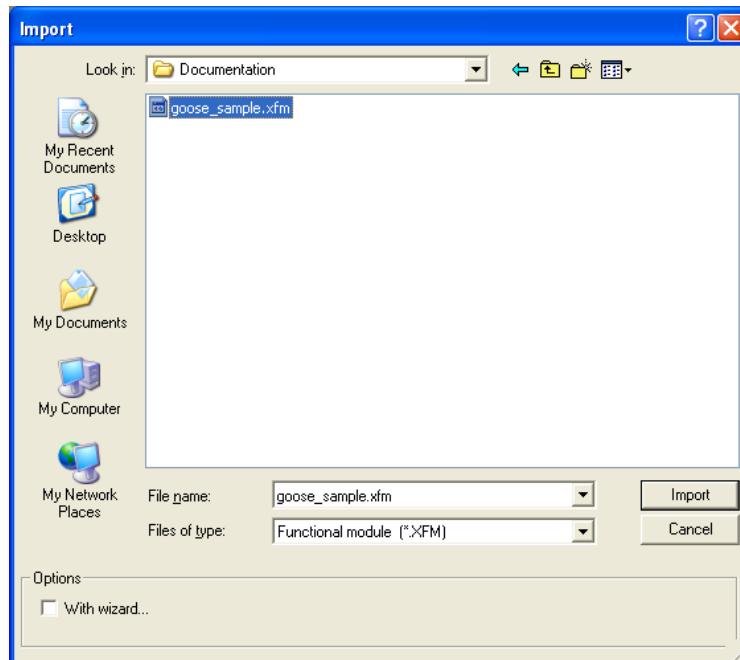 Import
Look in:
Documentation
goose_sample.xfm
My Recent
Documents
Desktop
My Documents
My Computer
My Network
Places
File name:
goose_sample.xfm
Import
Files of type:
Functional module (*.XFM)
Cancel
Options
With wizard...